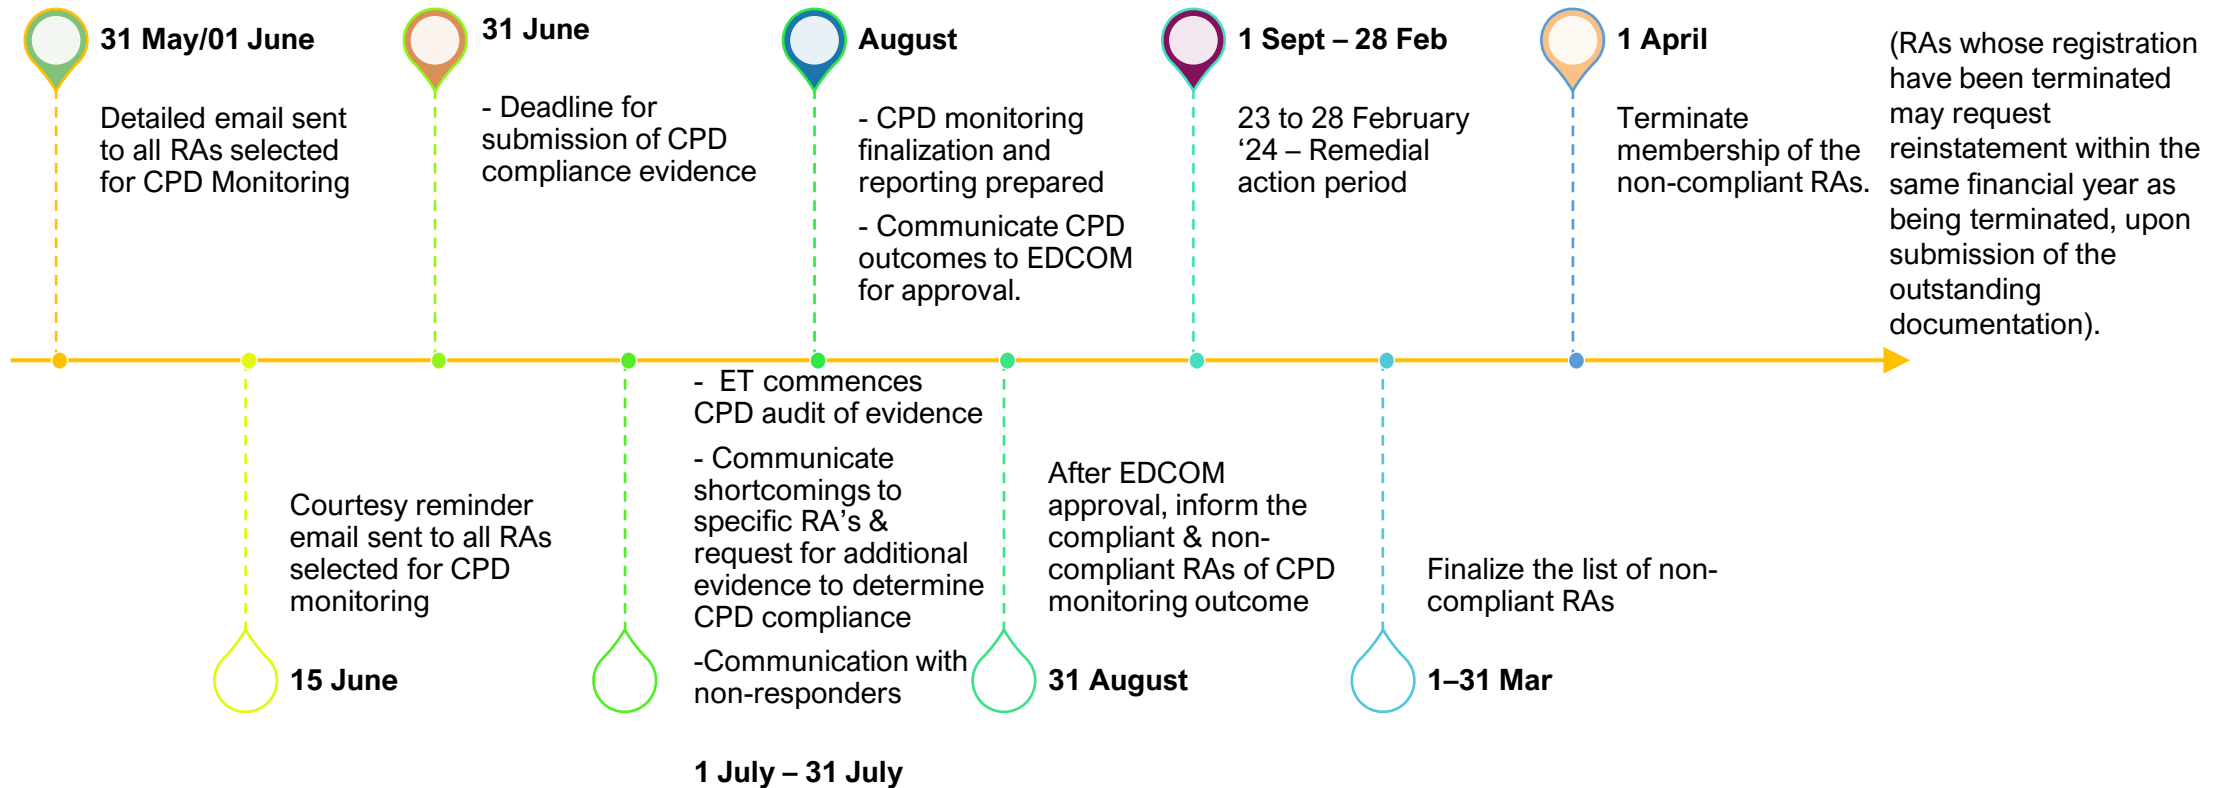 31 May/01 June
Detailed email sent
to all RAs selected
for CPD Monitoring
31 June
- Deadline for
submission of CPD
compliance evidence
August
- CPD monitoring
finalization and
reporting prepared
- Communicate CPD
outcomes to EDCOM
for approval.
1 Sept – 28 Feb
23 to 28 February
‘24 – Remedial
action period
1 April
Terminate
membership of the
non-compliant RAs.
(RAs whose registration
have been terminated
may request
reinstatement within the
same financial year as
being terminated, upon
submission of the
outstanding
documentation).
Courtesy reminder
email sent to all RAs
selected for CPD
monitoring
15 June
- ET commences
CPD audit of evidence
- Communicate
shortcomings to
specific RA’s &
request for additional
evidence to determine
CPD compliance
-Communication with
non-responders
1 July – 31 July
After EDCOM
approval, inform the
compliant & non-
compliant RAs of CPD
monitoring outcome
31 August
Finalize the list of non-
compliant RAs
1–31 Mar